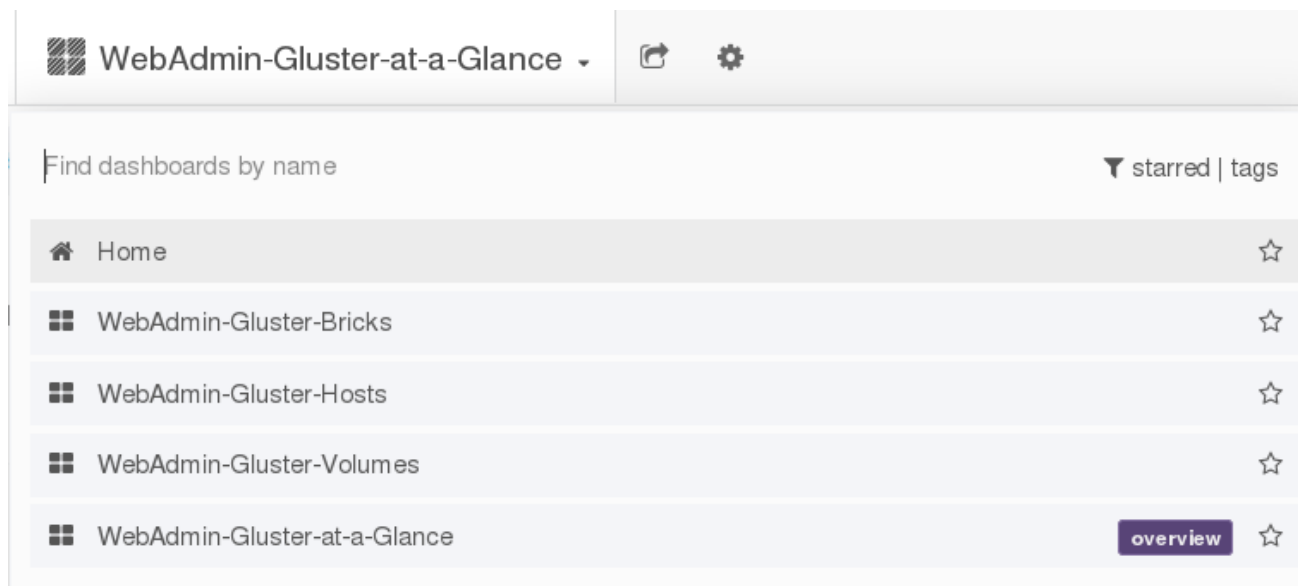 WebAdmin-Gluster-at-a-Glance
Find dashboards by name
starred | tags
Home
WebAdmin-Gluster-Bricks
WebAdmin-Gluster-Hosts
WebAdmin-Gluster-Volumes
WebAdmin-Gluster-at-a-Glance
overview